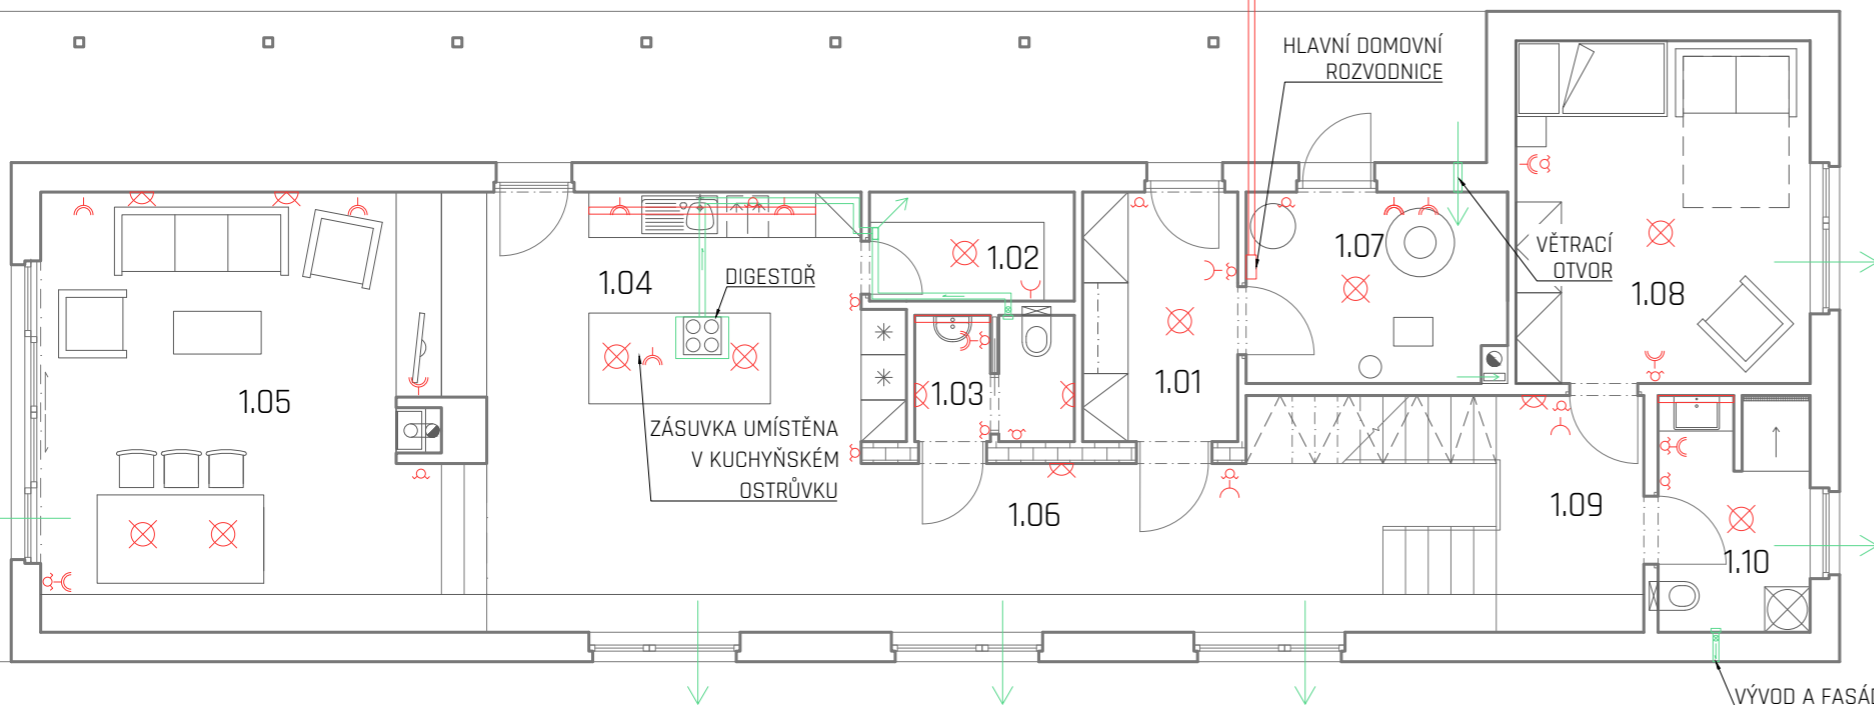 HLAVNÍ DOMOVNÍ
ROZVODNICE
1.02
1.07
VĚTRACÍ
OTVOR
1.08
1.04
DIGESTOŘ
1.05
1.03
1.01
ZÁSUVKA UMÍSTĚNA
V KUCHYŇSKÉM
OSTRŮVKU
1.06
1.09
1.10
VÝVOD A